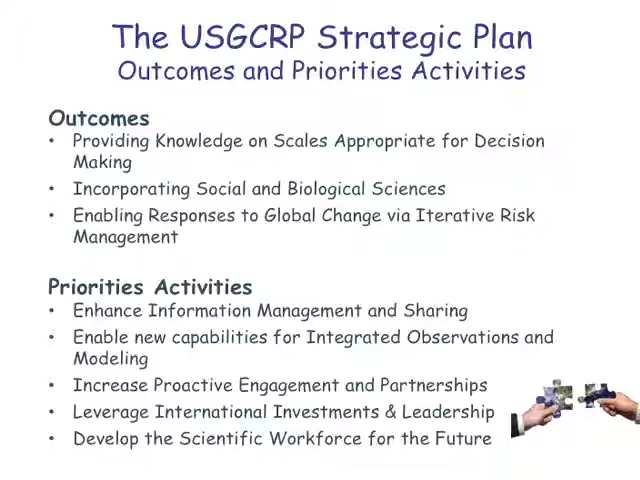 The USGCRP Strategic Plan
Outcomes and Priorities Activities
Outcomes
• Providing Knowledge on Scales Appropriate for Decision
Making
• Incorporating Social and Biological Sciences
• Enabling Responses to Global Change via Iterative Risk
Management
Priorities Activities
• Enhance Information Management and Sharing
• Enable new capabilities for Integrated Observations and
Modeling
• Increase Proactive Engagement and Partnerships
• Leverage International Investments & Leadership
• Develop the Scientific Workforce for the Future